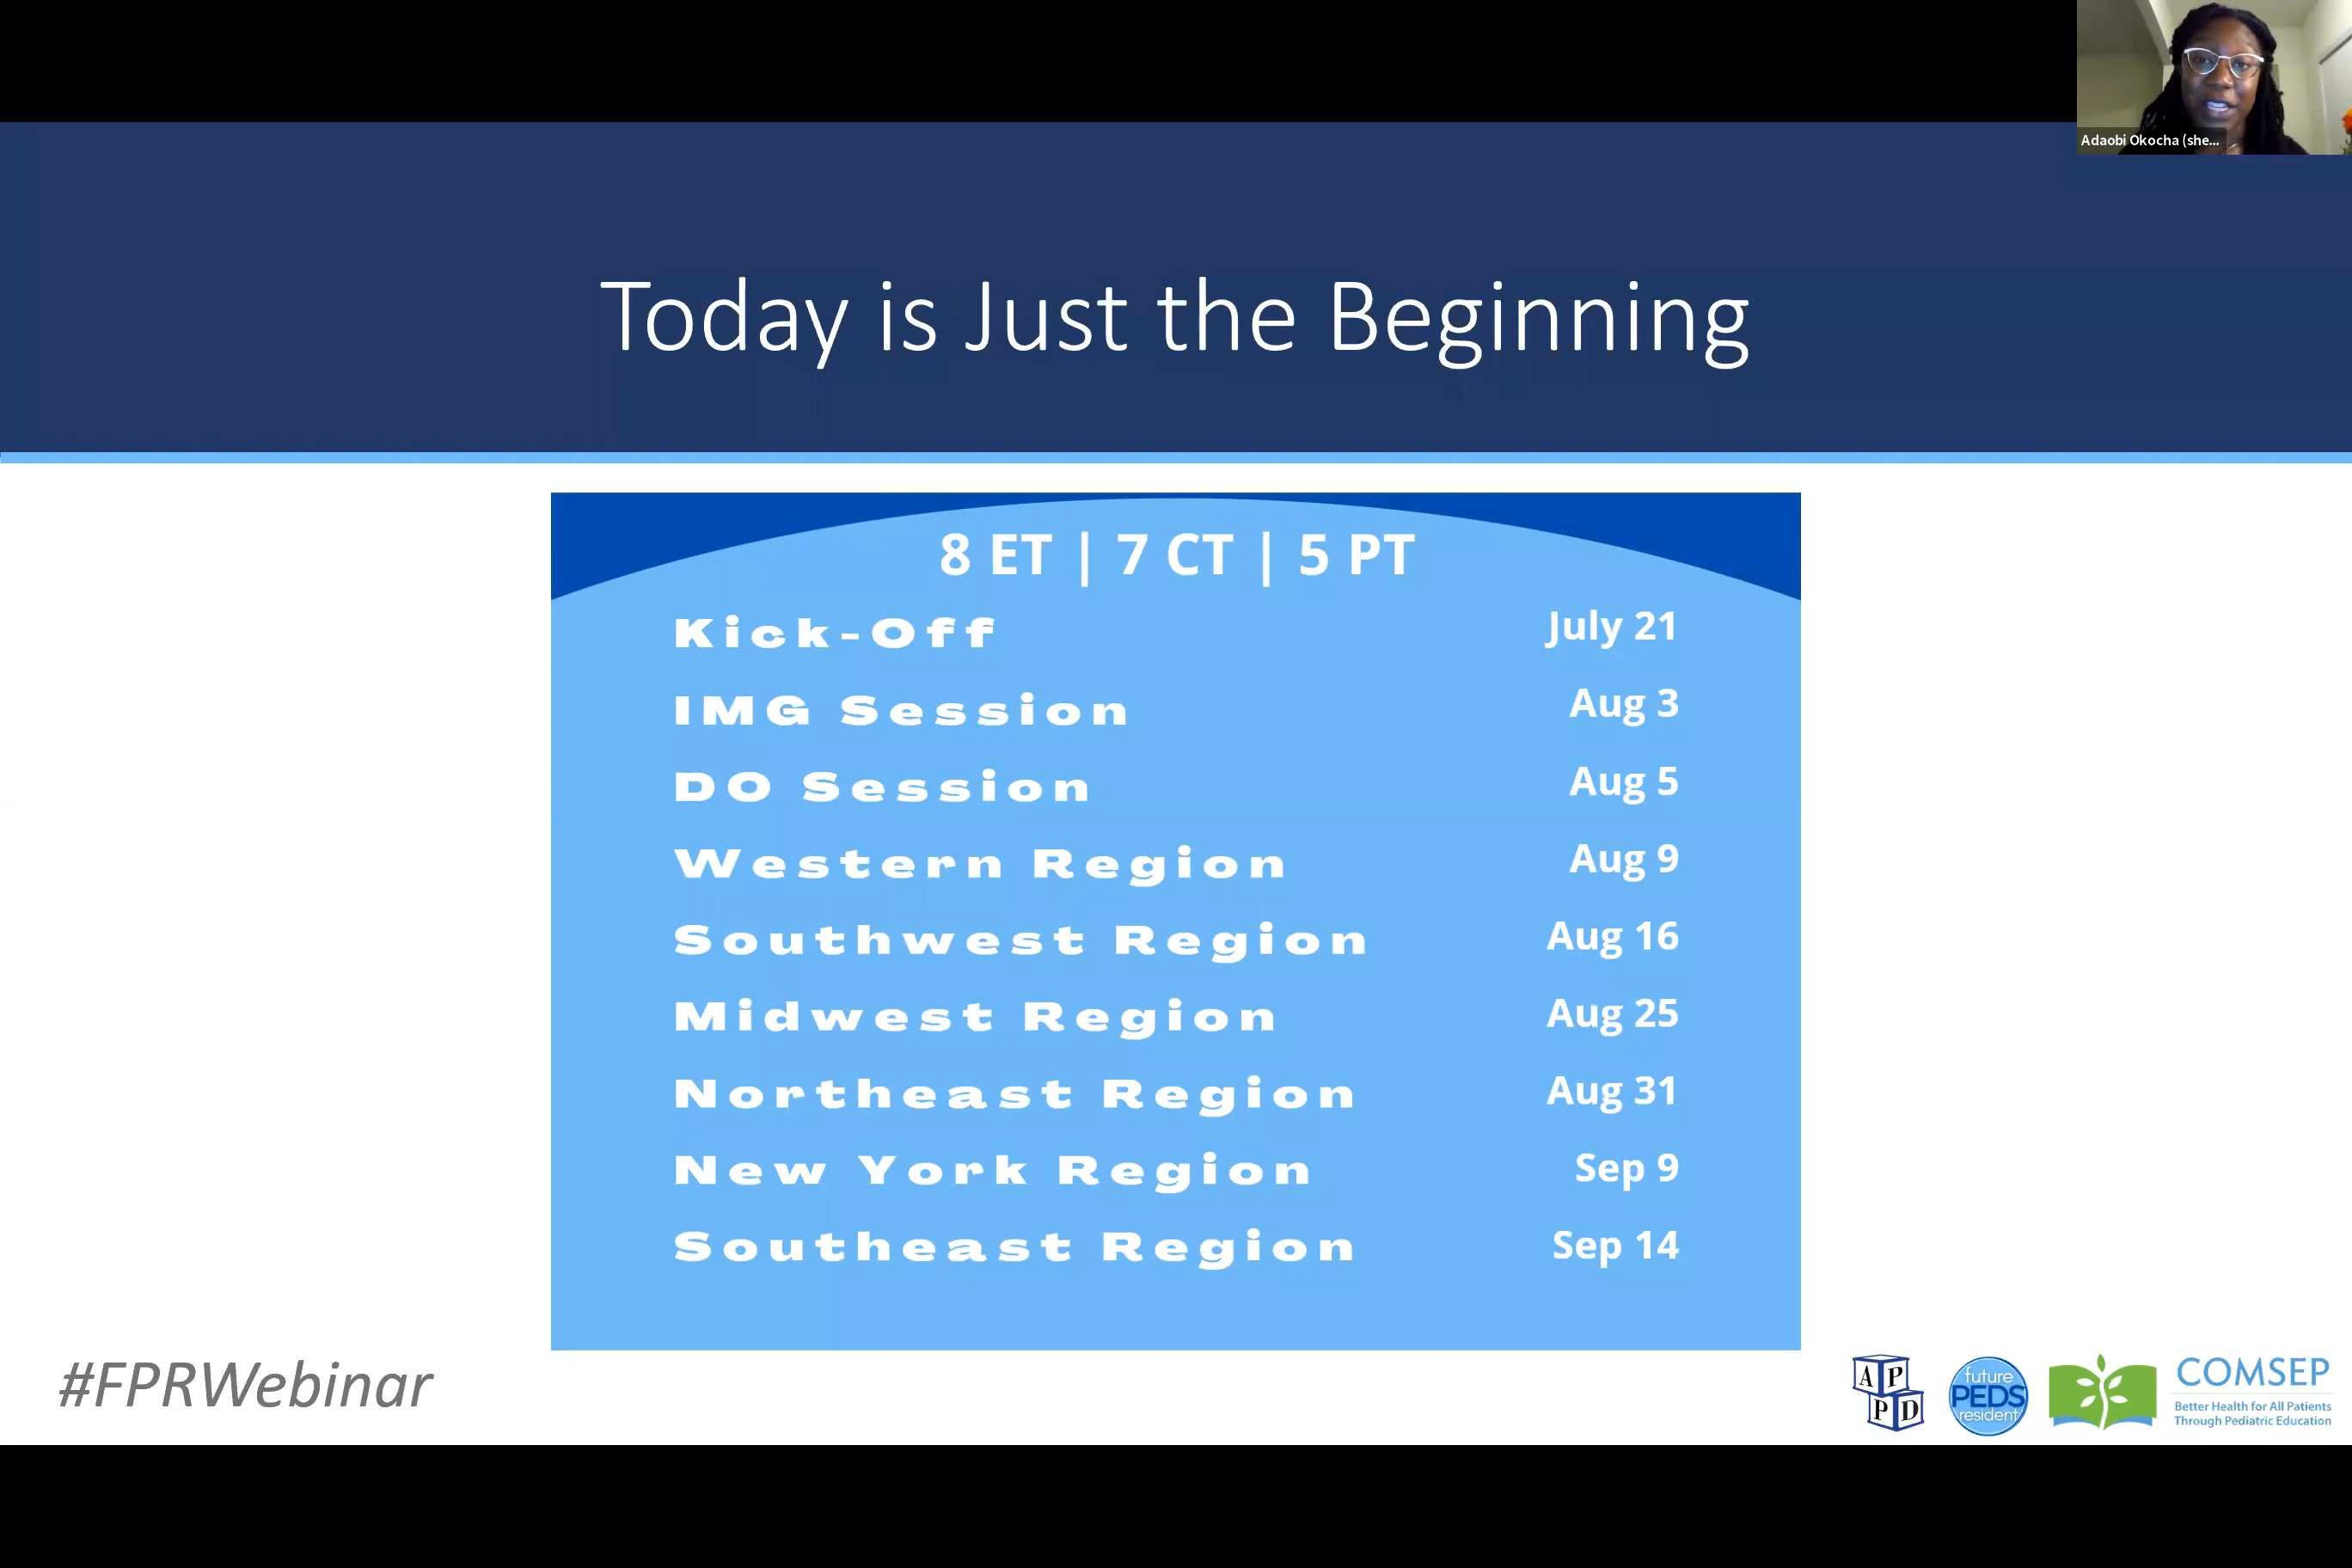 Adaobi Okocha (she...
Today is Just the Beginning
8 ET | 7 CT | 5 PT
Kick-Off July 21
IMG Session Aug 3
DO Session Aug 5
Western Region Aug 9
Southwest Region Aug 16
Midwest Region Aug 25
Northeast Region Aug 31
New York Region Sep 9
Southeast Region Sep 14
#FPRWebinar
A P
P D
future
PEDS
resident
COMSEP
Better Health for All Patients
Through Pediatric Education